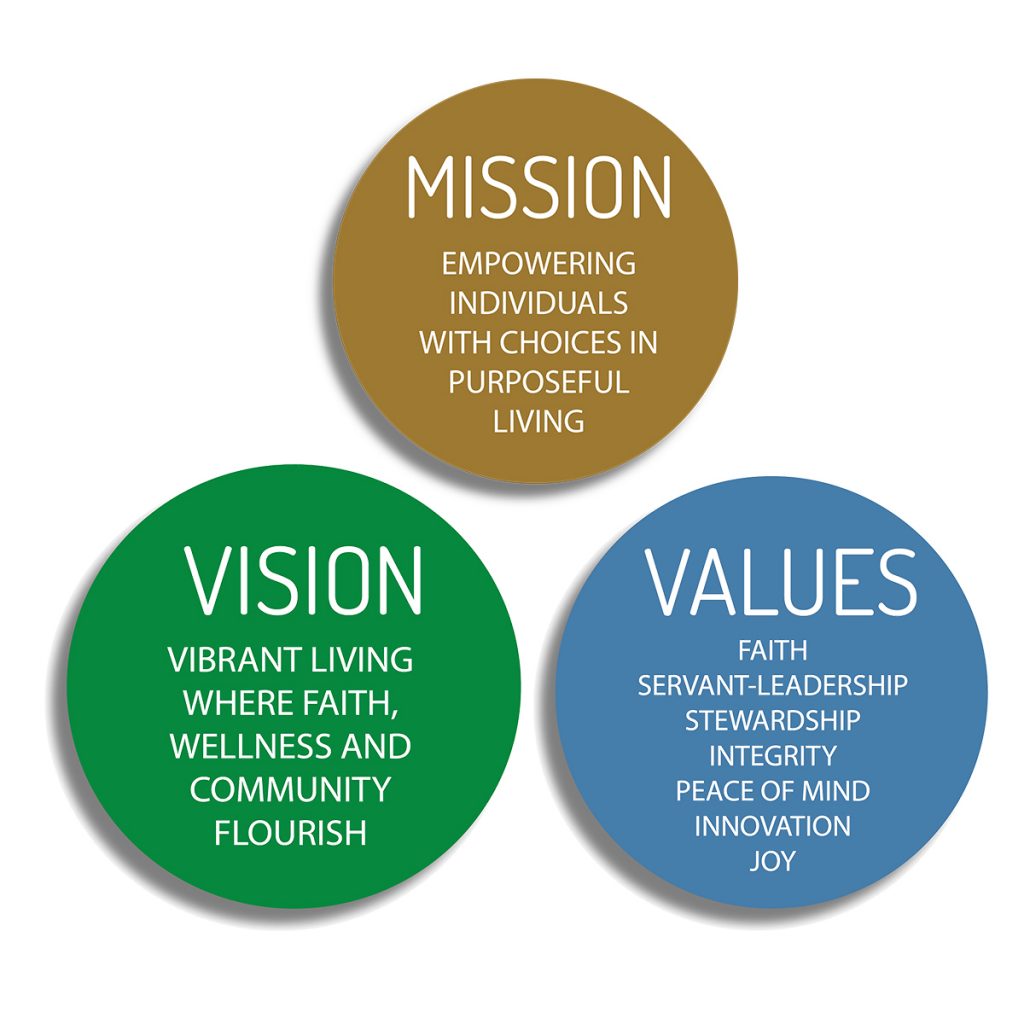 MISSION
EMPOWERING
INDIVIDUALS
WITH CHOICES IN
PURPOSEFUL
LIVING
VISION
VIBRANT LIVING
WHERE FAITH,
WELLNESS AND
COMMUNITY
FLOURISH
VALUES
FAITH
SERVANT-LEADERSHIP
STEWARDSHIP
INTEGRITY
PEACE OF MIND
INNOVATION
JOY